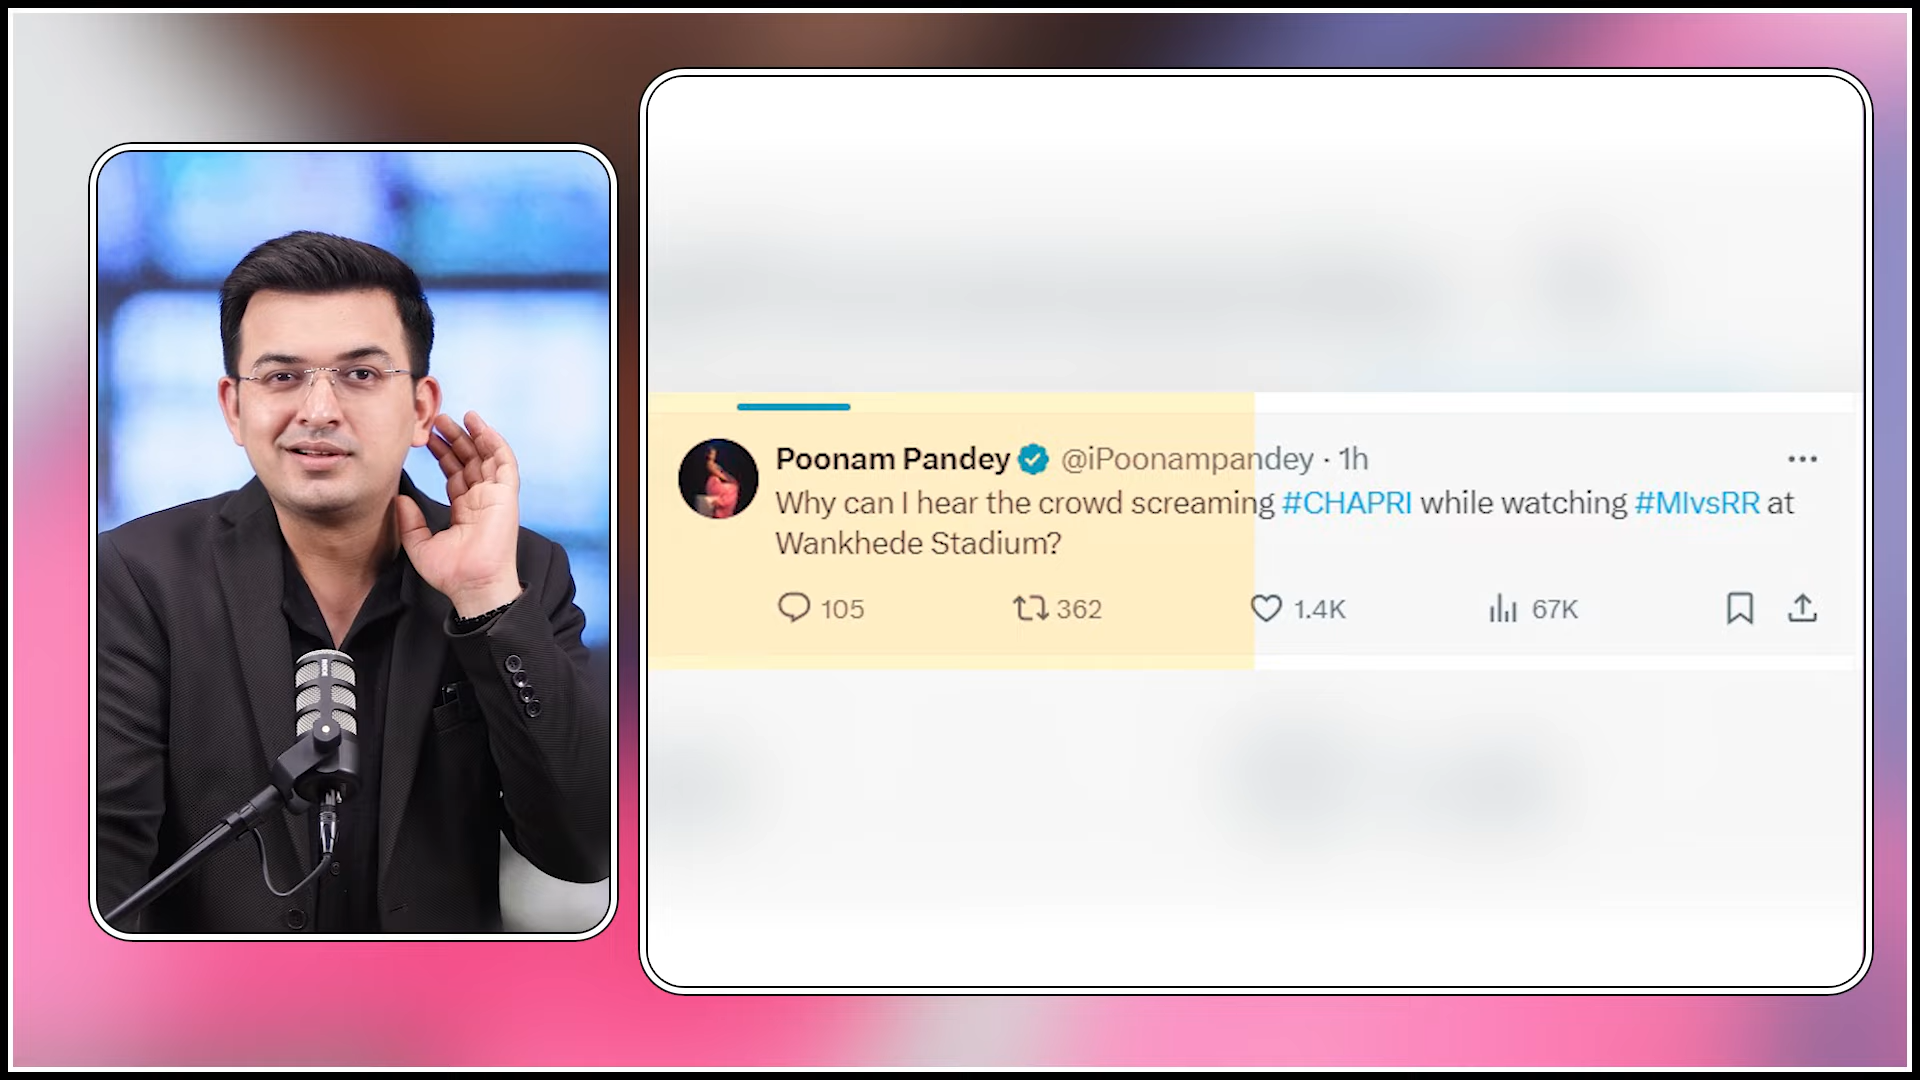 Poonam Pandey @iPoonampandey · 1h
Why can I hear the crowd screaming #CHAPRI while watching #MIvsRR at
Wankhede Stadium?
105 362 1.4K 67K